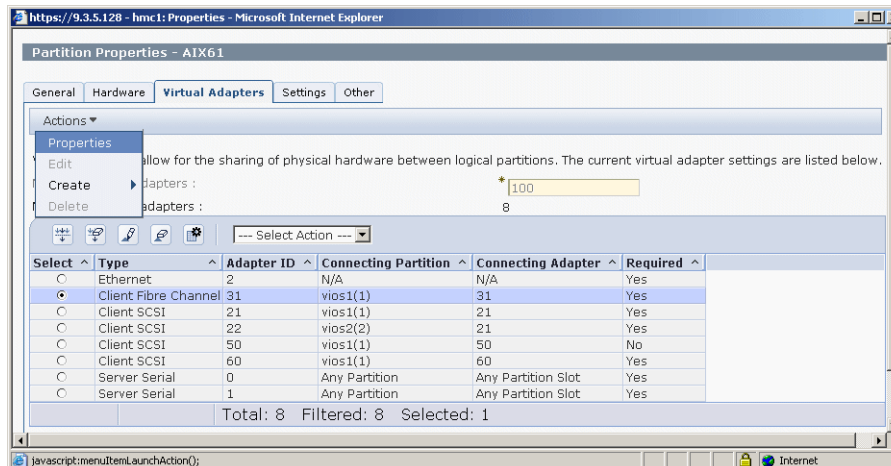 https://9.3.5.128 - hmc1: Properties - Microsoft Internet Explorer
Partition Properties - AIX61
General Hardware Virtual Adapters Settings Other
Actions
Properties
Edit
Create
Delete
allow for the sharing of physical hardware between logical partitions. The current virtual adapter settings are listed below.
dapters : * 100
adapters : 8
--- Select Action ---
Select ^ Type ^ Adapter ID ^ Connecting Partition ^ Connecting Adapter ^ Required ^
Ethernet 2 N/A N/A Yes
Client Fibre Channel 31 vios1(1) 31 Yes
Client SCSI 21 vios1(1) 21 Yes
Client SCSI 22 vios2(2) 21 Yes
Client SCSI 50 vios1(1) 50 No
Client SCSI 60 vios1(1) 60 Yes
Server Serial 0 Any Partition Any Partition Slot Yes
Server Serial 1 Any Partition Any Partition Slot Yes
Total: 8 Filtered: 8 Selected: 1
javascript:menuItemLaunchAction(); Internet